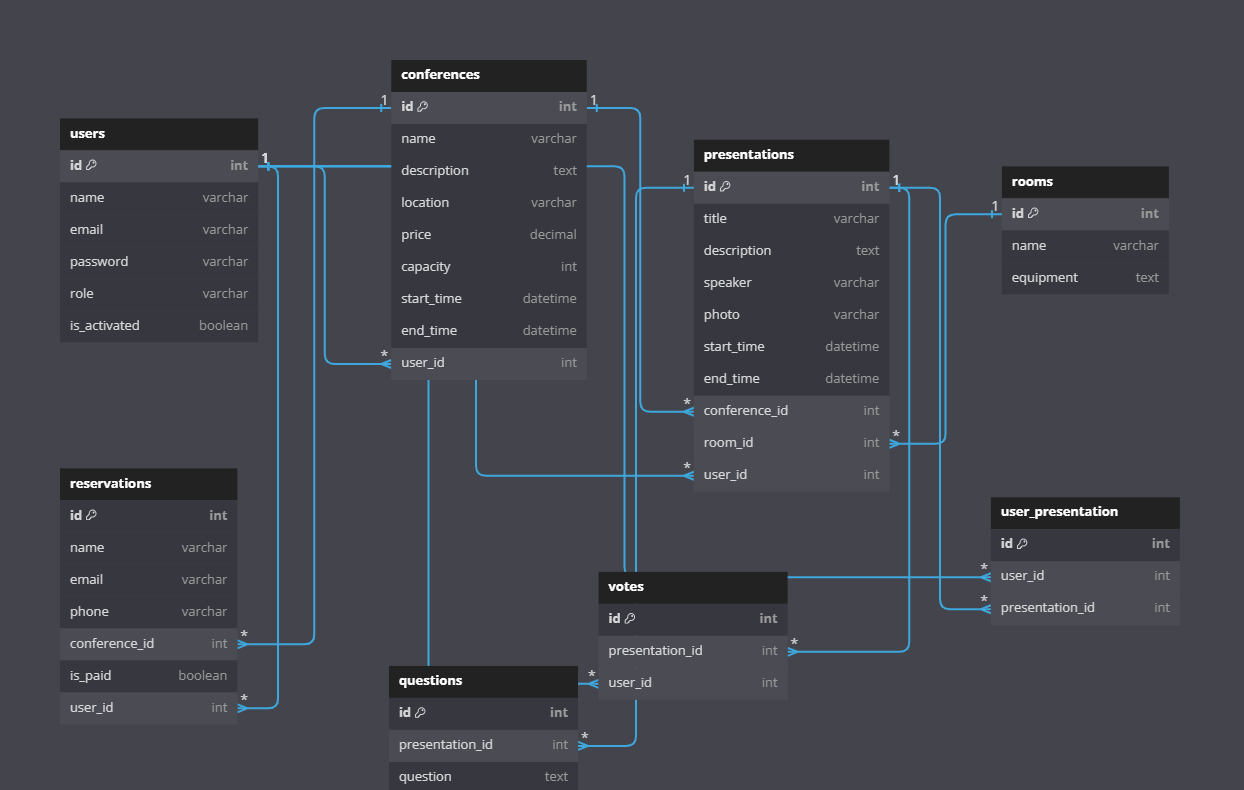 users
id int
name varchar
email varchar
password varchar
role varchar
is_activated boolean
1
conferences
1 id int 1
name varchar
description text
location varchar
price decimal
capacity int
start_time datetime
end_time datetime
* user_id int
presentations
1 id int 1
title varchar
description text
speaker varchar
photo varchar
start_time datetime
end_time datetime
* conference_id int
room_id int *
* user_id int
rooms
1 id int
name varchar
equipment text
reservations
id int
name varchar
email varchar
phone varchar
conference_id int *
is_paid boolean
user_id int *
user_presentation
id int
* user_id int
* presentation_id int
votes
id int
presentation_id int *
* user_id int
questions
id int
presentation_id int *
question text